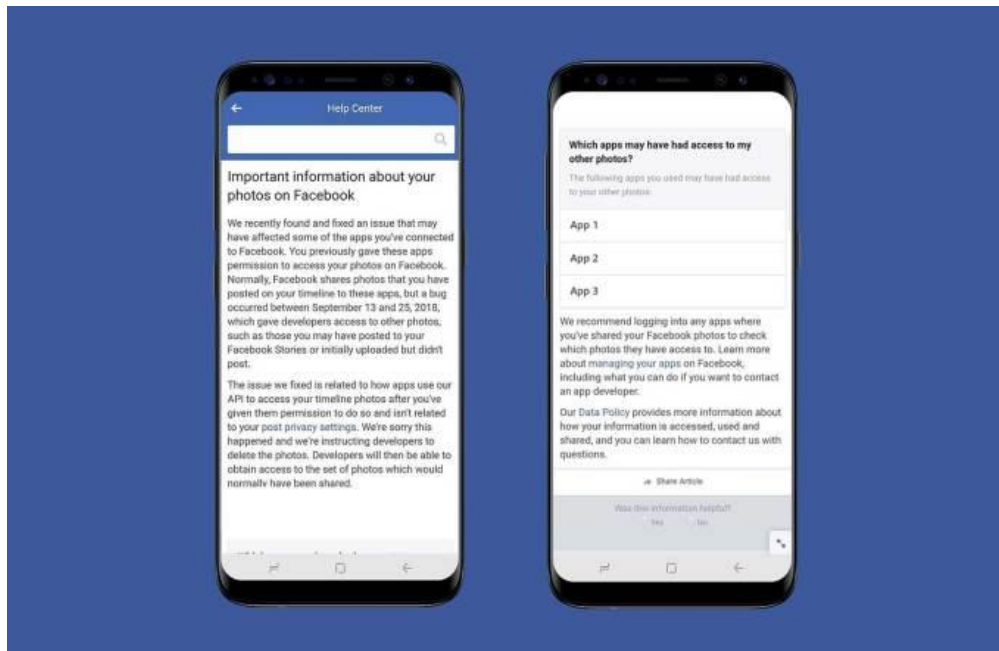 Help Center
Important information about your
photos on Facebook
We recently found and fixed an issue that may
have affected some of the apps you've connected
to Facebook. You previously gave these apps
permission to access your photos on Facebook.
Normally, Facebook shares photos that you have
posted on your timeline to these apps, but a bug
occurred between September 13 and 25, 2018,
which gave developers access to other photos,
such as those you may have posted to your
Facebook Stories or initially uploaded but didn't
post.
The issue we fixed is related to how apps use our
API to access your timeline photos after you've
given them permission to do so and isn't related
to your post privacy settings. We're sorry this
happened and we're instructing developers to
delete the photos. Developers will then be able to
obtain access to the set of photos which would
normally have been shared.
Which apps may have had access to my
other photos?
The following apps you used may have had access
to your other photos:
App 1
App 2
App 3
We recommend logging into any apps where
you've shared your Facebook photos to check
which photos they have access to. Learn more
about managing your apps on Facebook,
including what you can do if you want to contact
an app developer.
Our Data Policy provides more information about
how your information is accessed, used and
shared, and you can learn how to contact us with
questions.
Share Article
Was this information helpful?
Yes No